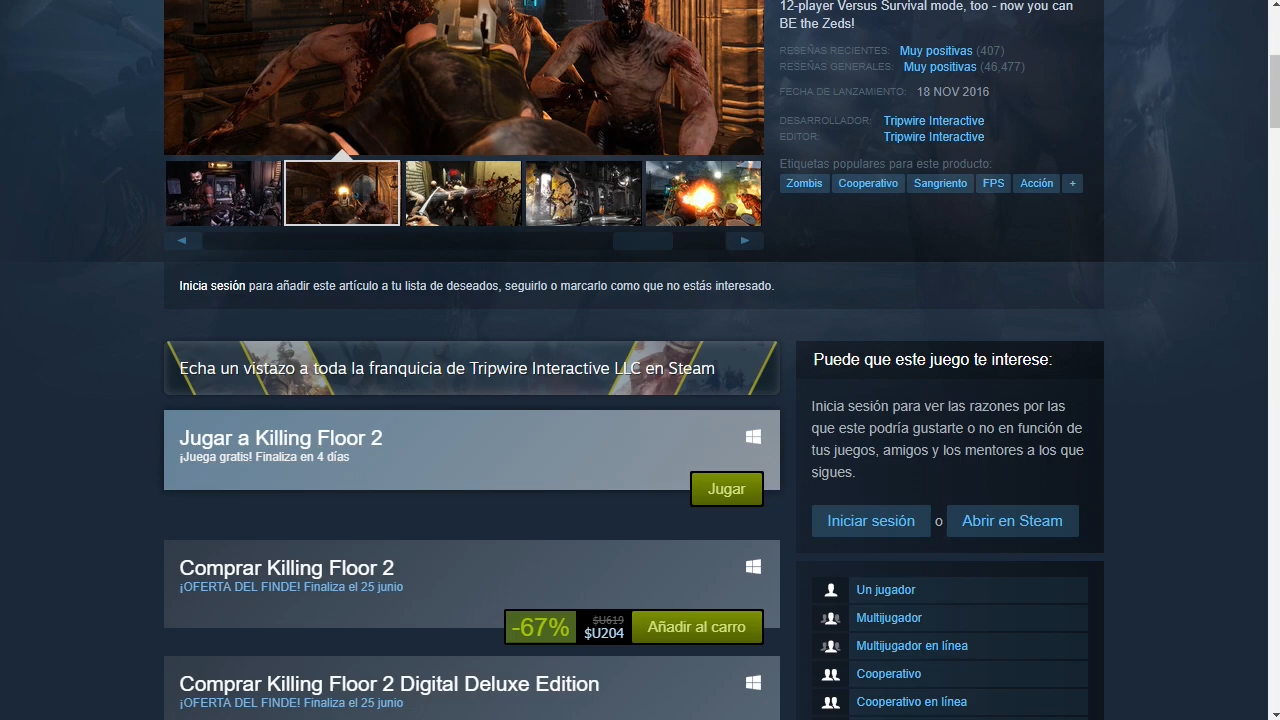 12-player Versus Survival mode, too - now you can
BE the Zeds!
RESEÑAS RECIENTES: Muy positivas (407)
RESEÑAS GENERALES: Muy positivas (46,477)
FECHA DE LANZAMIENTO: 18 NOV 2016
DESARROLLADOR: Tripwire Interactive
EDITOR: Tripwire Interactive
Etiquetas populares para este producto:
Zombis Cooperativo Sangriento FPS Acción +
Inicia sesión para añadir este artículo a tu lista de deseados, seguirlo o marcarlo como que no estás interesado.
Echa un vistazo a toda la franquicia de Tripwire Interactive LLC en Steam
Jugar a Killing Floor 2
¡Juega gratis! Finaliza en 4 días
Jugar
Comprar Killing Floor 2
¡OFERTA DEL FINDE! Finaliza el 25 junio
-67% $U619 $U204 Añadir al carro
Comprar Killing Floor 2 Digital Deluxe Edition
¡OFERTA DEL FINDE! Finaliza el 25 junio
Puede que este juego te interese:
Inicia sesión para ver las razones por las
que este podría gustarte o no en función de
tus juegos, amigos y los mentores a los que
sigues.
Iniciar sesión o Abrir en Steam
Un jugador
Multijugador
Multijugador en línea
Cooperativo
Cooperativo en línea